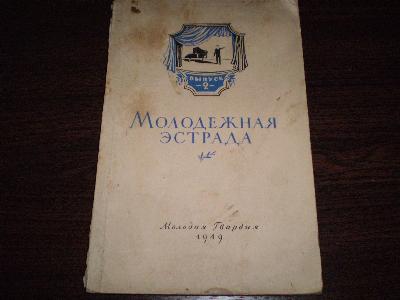 ВЫПУСК
-2-
МОЛОДЕЖНАЯ
ЭСТРАДА
Молодая Гвардия
1949